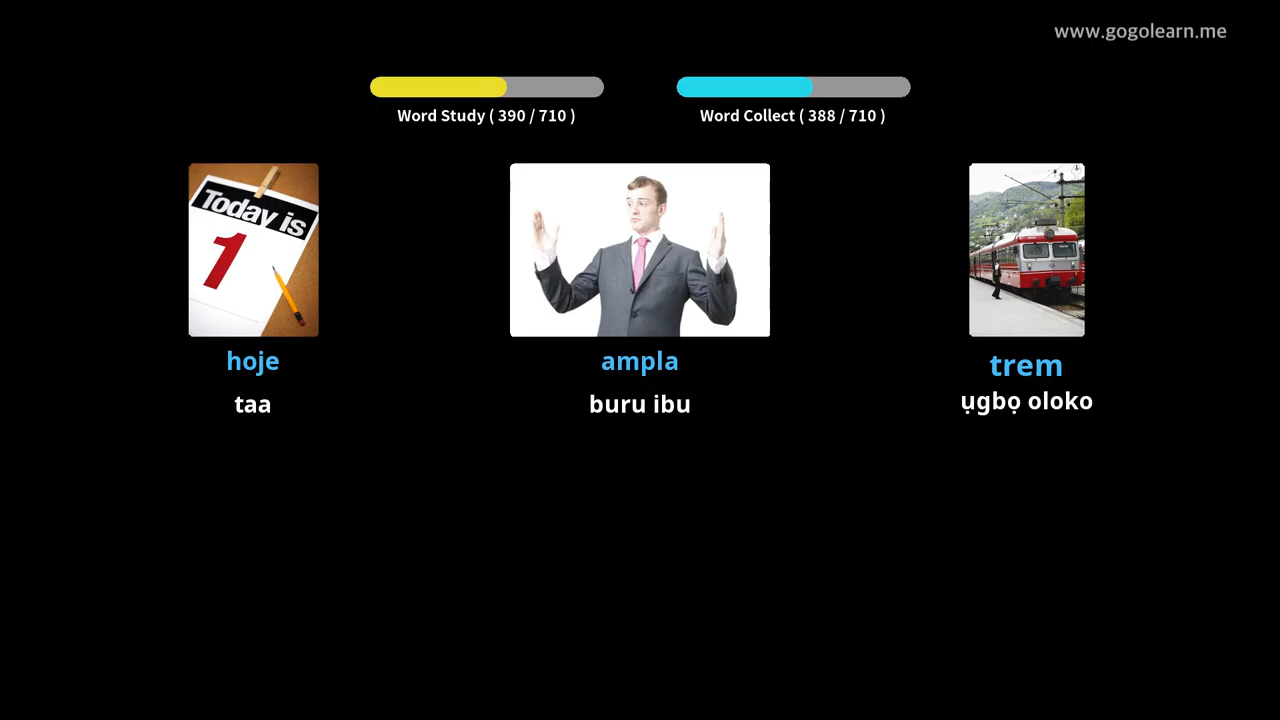 www.gogolearn.me
Word Study ( 390 / 710 )
Word Collect ( 388 / 710 )
Today is
1
hoje
ampla
trem
taa
buru ibu
ụgbọ oloko